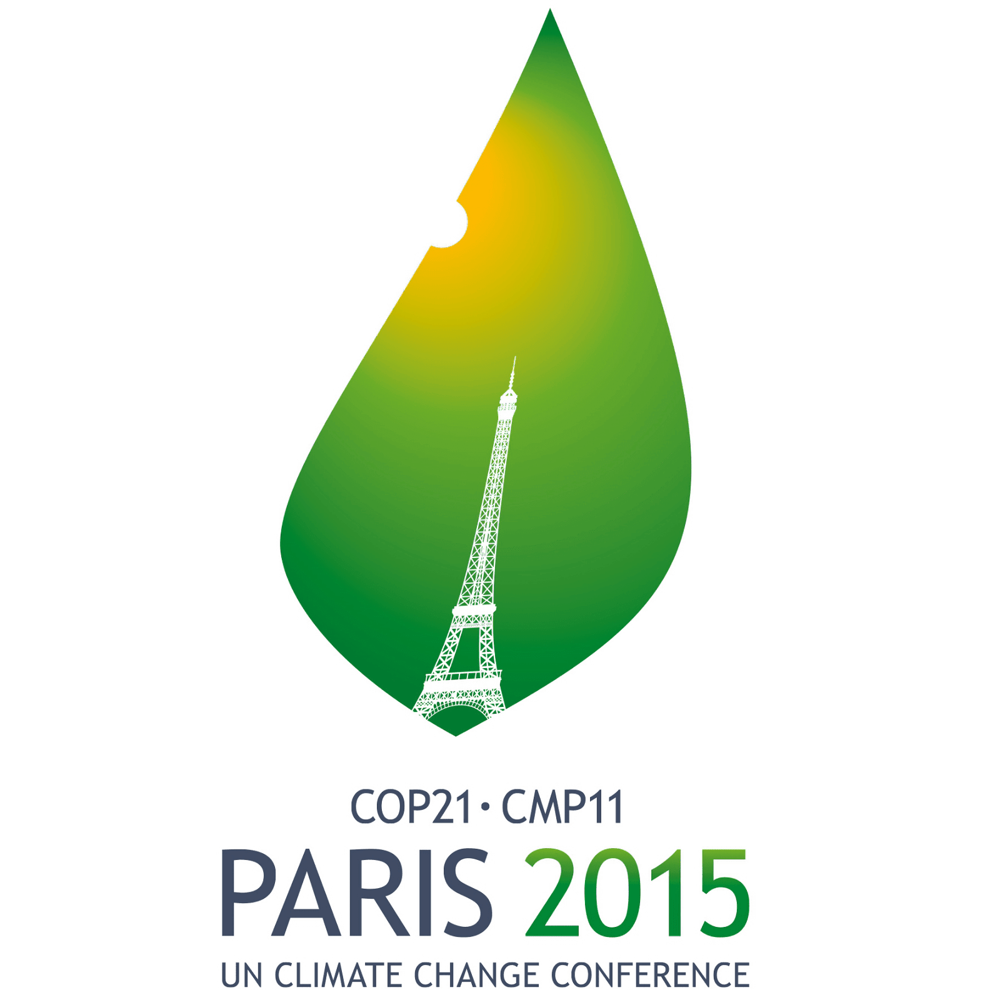 COP21 · CMP11
PARIS 2015
UN CLIMATE CHANGE CONFERENCE